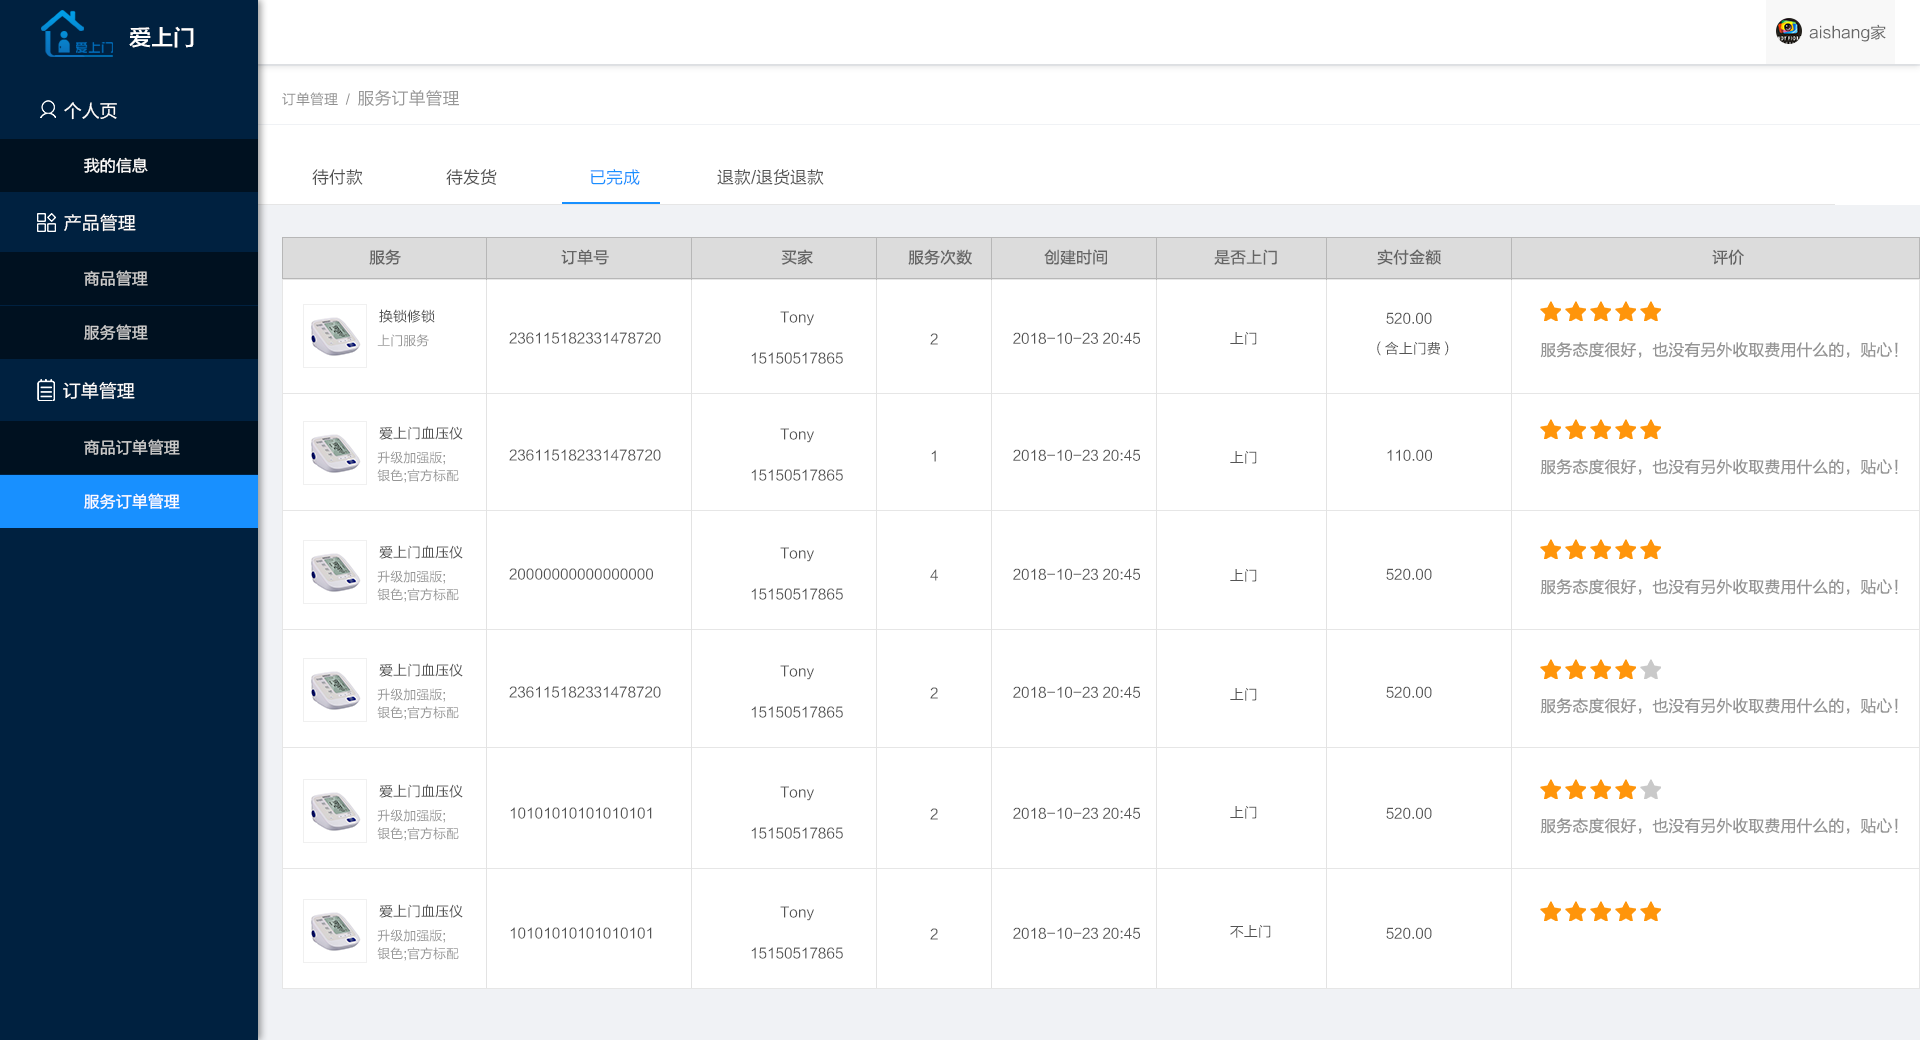 爱上门
爱上门
aishang家
个人页
我的信息
产品管理
商品管理
服务管理
订单管理
商品订单管理
服务订单管理
订单管理 / 服务订单管理
待付款 待发货 已完成 退款/退货退款
服务 订单号 买家 服务次数 创建时间 是否上门 实付金额 评价
换锁修锁
上门服务
236115182331478720
Tony
15150517865
2
2018-10-23 20:45
上门
520.00
（含上门费）
服务态度很好，也没有另外收取费用什么的，贴心！
爱上门血压仪
升级加强版;
银色;官方标配
236115182331478720
Tony
15150517865
1
2018-10-23 20:45
上门
110.00
服务态度很好，也没有另外收取费用什么的，贴心！
爱上门血压仪
升级加强版;
银色;官方标配
20000000000000000
Tony
15150517865
4
2018-10-23 20:45
上门
520.00
服务态度很好，也没有另外收取费用什么的，贴心！
爱上门血压仪
升级加强版;
银色;官方标配
236115182331478720
Tony
15150517865
2
2018-10-23 20:45
上门
520.00
服务态度很好，也没有另外收取费用什么的，贴心！
爱上门血压仪
升级加强版;
银色;官方标配
10101010101010101
Tony
15150517865
2
2018-10-23 20:45
上门
520.00
服务态度很好，也没有另外收取费用什么的，贴心！
爱上门血压仪
升级加强版;
银色;官方标配
10101010101010101
Tony
15150517865
2
2018-10-23 20:45
不上门
520.00